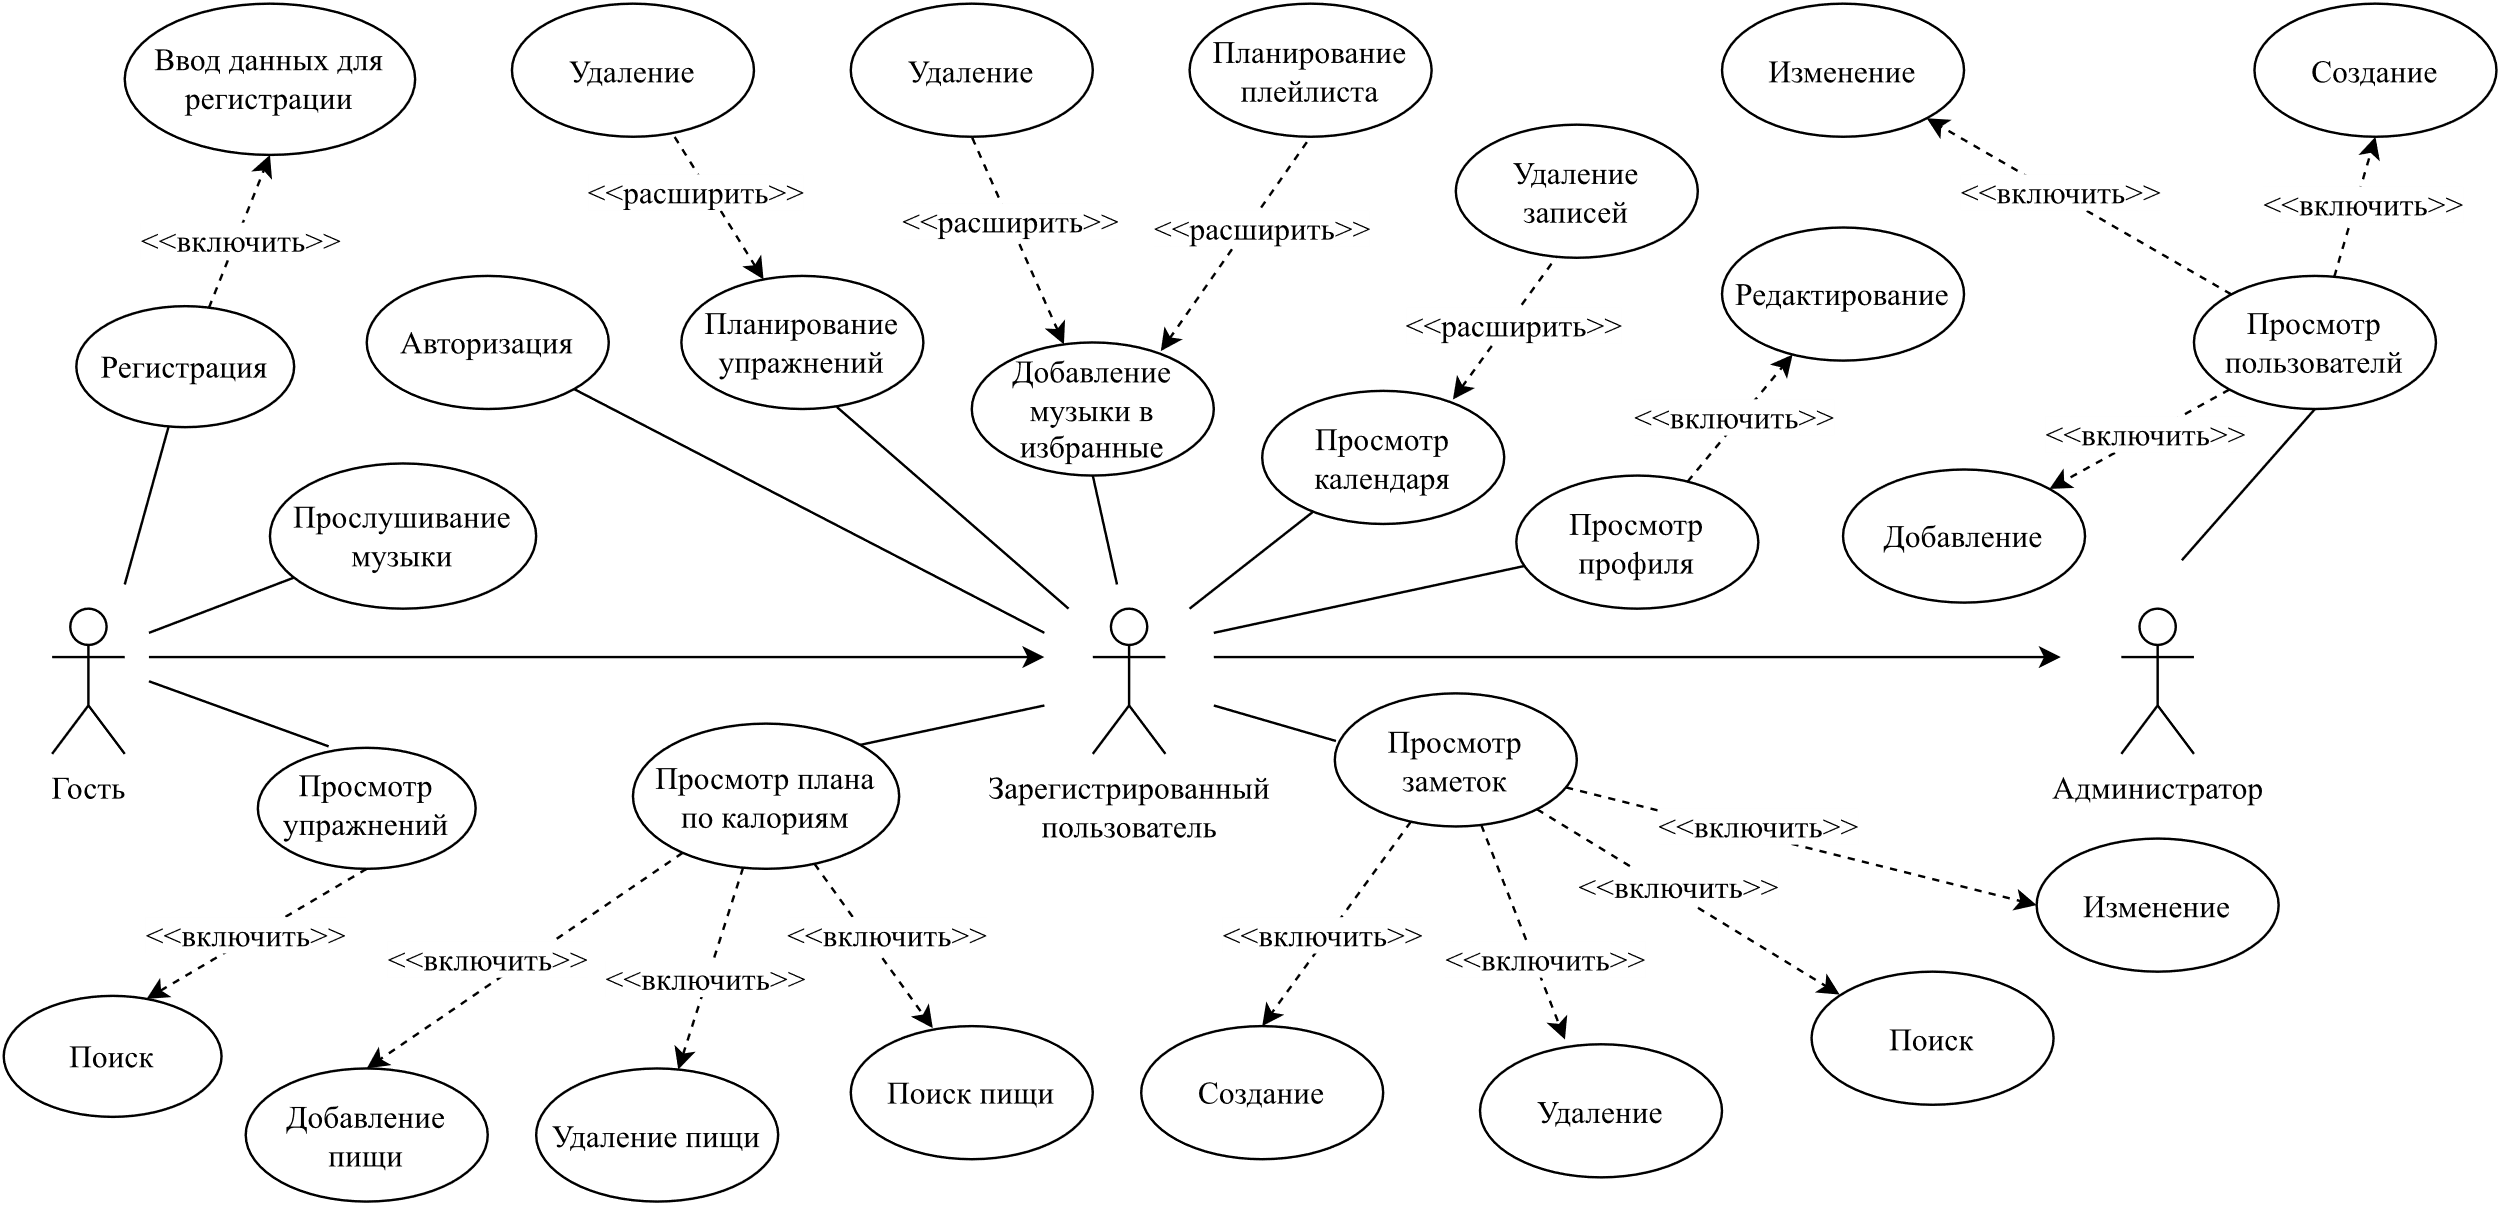 Ввод данных для
регистрации
Удаление
Удаление
Планирование
плейлиста
Изменение
Создание
Удаление
записей
<<включить>>
<<расширить>>
<<расширить>>
<<расширить>>
<<включить>>
<<включить>>
Редактирование
<<расширить>>
Регистрация
Авторизация
Планирование
упражнений
Добавление
музыки в
избранные
Просмотр
календаря
<<включить>>
Просмотр
пользователй
<<включить>>
Прослушивание
музыки
Просмотр
профиля
Добавление
Гость
Зарегистрированный
пользователь
Администратор
Просмотр
упражнений
Просмотр плана
по калориям
Просмотр
заметок
<<включить>>
<<включить>>
Изменение
<<включить>>
<<включить>>
<<включить>>
<<включить>>
<<включить>>
<<включить>>
Поиск
Добавление
пищи
Удаление пищи
Поиск пищи
Создание
Удаление
Поиск